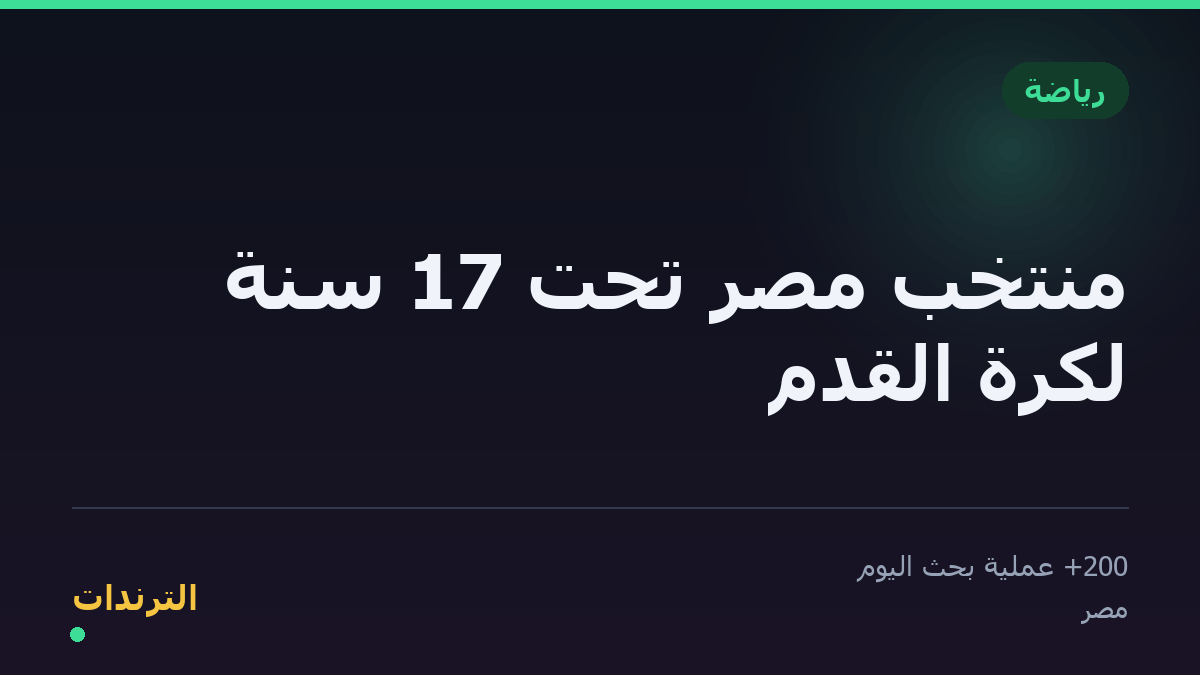 رياضة
منتخب مصر تحت 17 سنة
لكرة القدم
200+ عملية بحث اليوم
مصر
الترندات